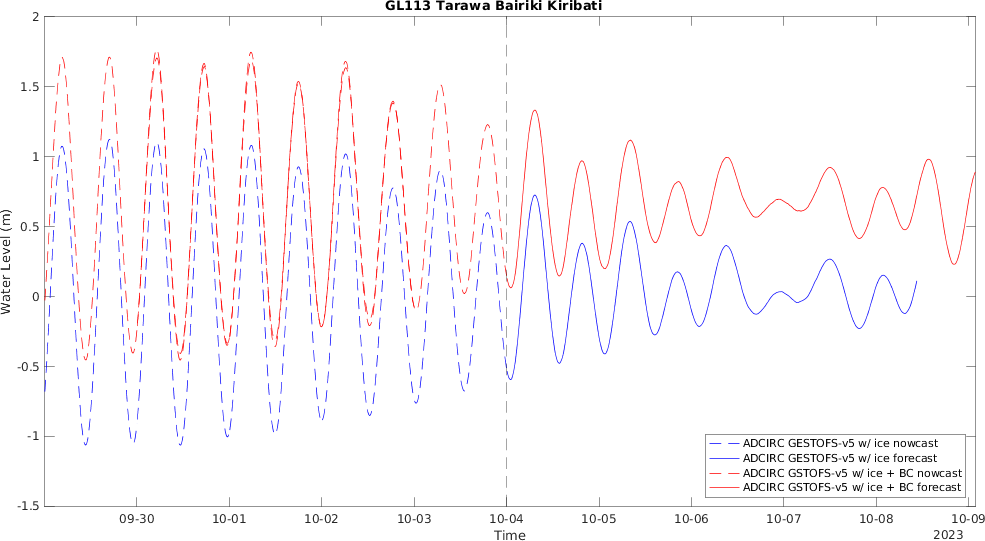 GL113 Tarawa Bairiki Kiribati
2
1.5
1
0.5
0
-0.5
-1
-1.5
Water Level (m)
09-30 10-01 10-02 10-03 10-04 10-05 10-06 10-07 10-08 10-09
Time
2023
ADCIRC GESTOFS-v5 w/ ice nowcast
ADCIRC GESTOFS-v5 w/ ice forecast
ADCIRC GSTOFS-v5 w/ ice + BC nowcast
ADCIRC GSTOFS-v5 w/ ice + BC forecast